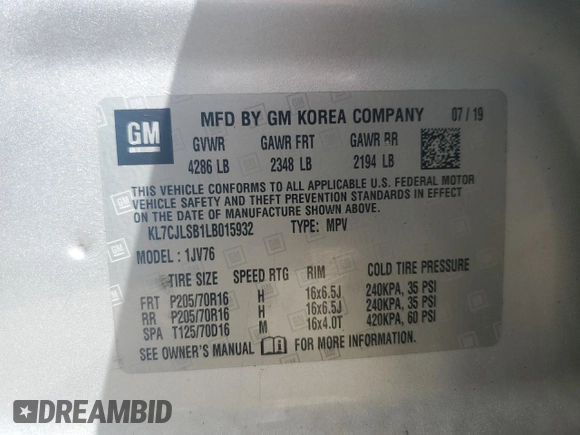 GM
MFD BY GM KOREA COMPANY 07 / 19
GVWR GAWR FRT GAWR RR
4286 LB 2348 LB 2194 LB
THIS VEHICLE CONFORMS TO ALL APPLICABLE U.S. FEDERAL MOTOR
VEHICLE SAFETY AND THEFT PREVENTION STANDARDS IN EFFECT
ON THE DATE OF MANUFACTURE SHOWN ABOVE.
KL7CJLSB1LB015932 TYPE: MPV
MODEL : 1JV76
TIRE SIZE SPEED RTG RIM COLD TIRE PRESSURE
FRT P205/70R16 H 16x6.5J 240KPA, 35 PSI
RR P205/70R16 H 16x6.5J 240KPA, 35 PSI
SPA T125/70D16 M 16x4.0T 420KPA, 60 PSI
SEE OWNER'S MANUAL FOR MORE INFORMATION.
DREAMBID